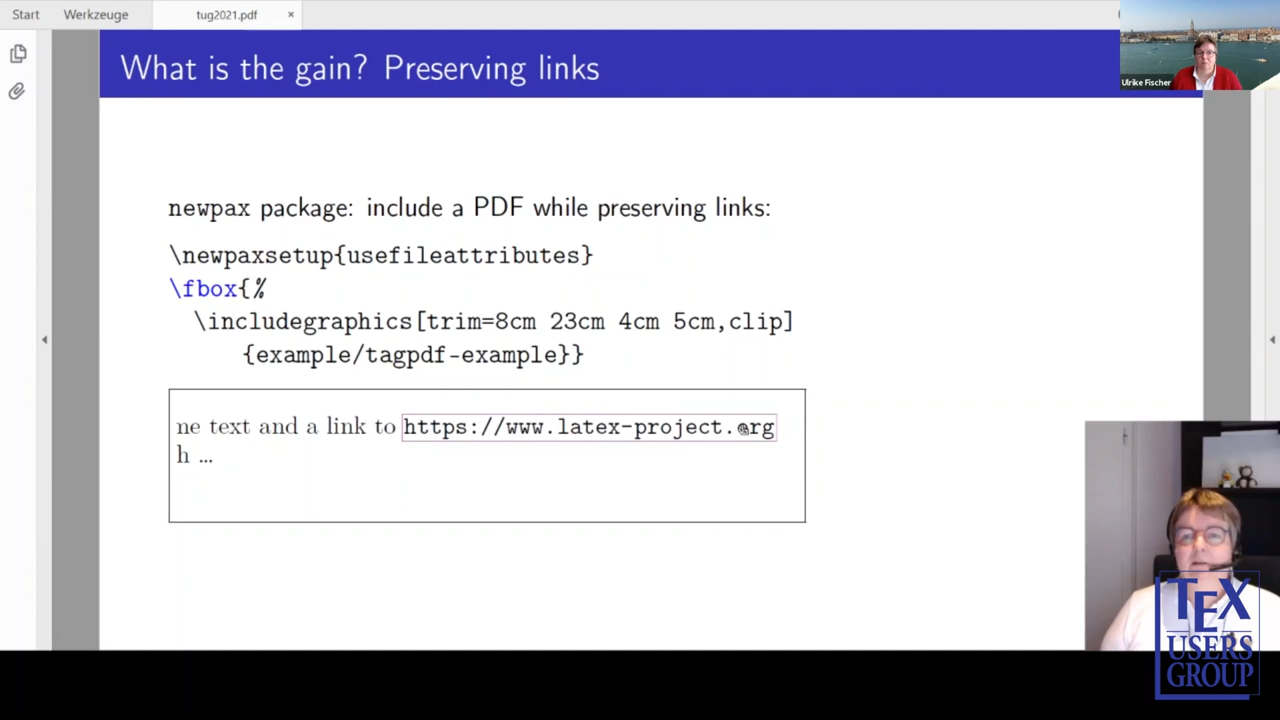 Start Werkzeuge tug2021.pdf ×
What is the gain? Preserving links
Ulrike Fischer
newpax package: include a PDF while preserving links:
\newpaxsetup{usefileattributes}
\fbox{%
\includegraphics[trim=8cm 23cm 4cm 5cm,clip]
{example/tagpdf-example}}
ne text and a link to https://www.latex-project.org
h ...
TEX
USERS
GROUP